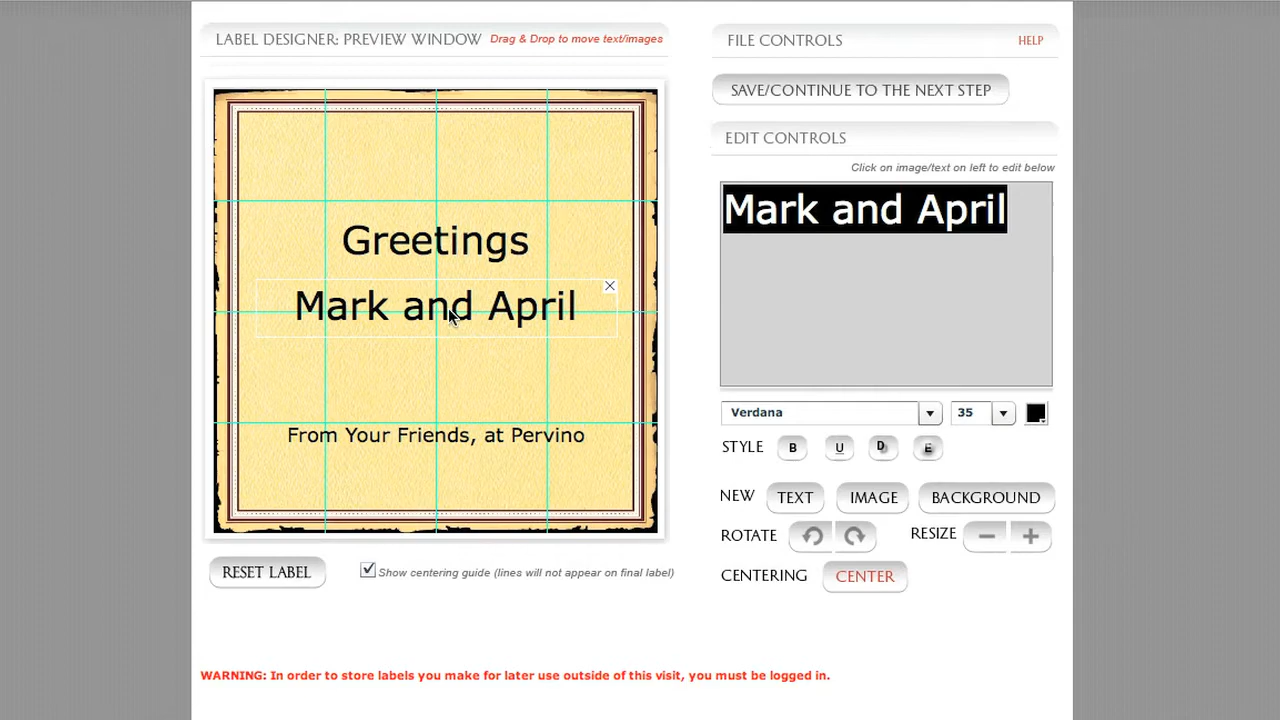 LABEL DESIGNER: PREVIEW WINDOW Drag & Drop to move text/images
Greetings
Mark and April
From Your Friends, at Pervino
RESET LABEL
Show centering guide (lines will not appear on final label)
FILE CONTROLS HELP
SAVE/CONTINUE TO THE NEXT STEP
EDIT CONTROLS
Click on image/text on left to edit below
Mark and April
Verdana 35
STYLE B U D E
NEW TEXT IMAGE BACKGROUND
ROTATE RESIZE
CENTERING CENTER
WARNING: In order to store labels you make for later use outside of this visit, you must be logged in.